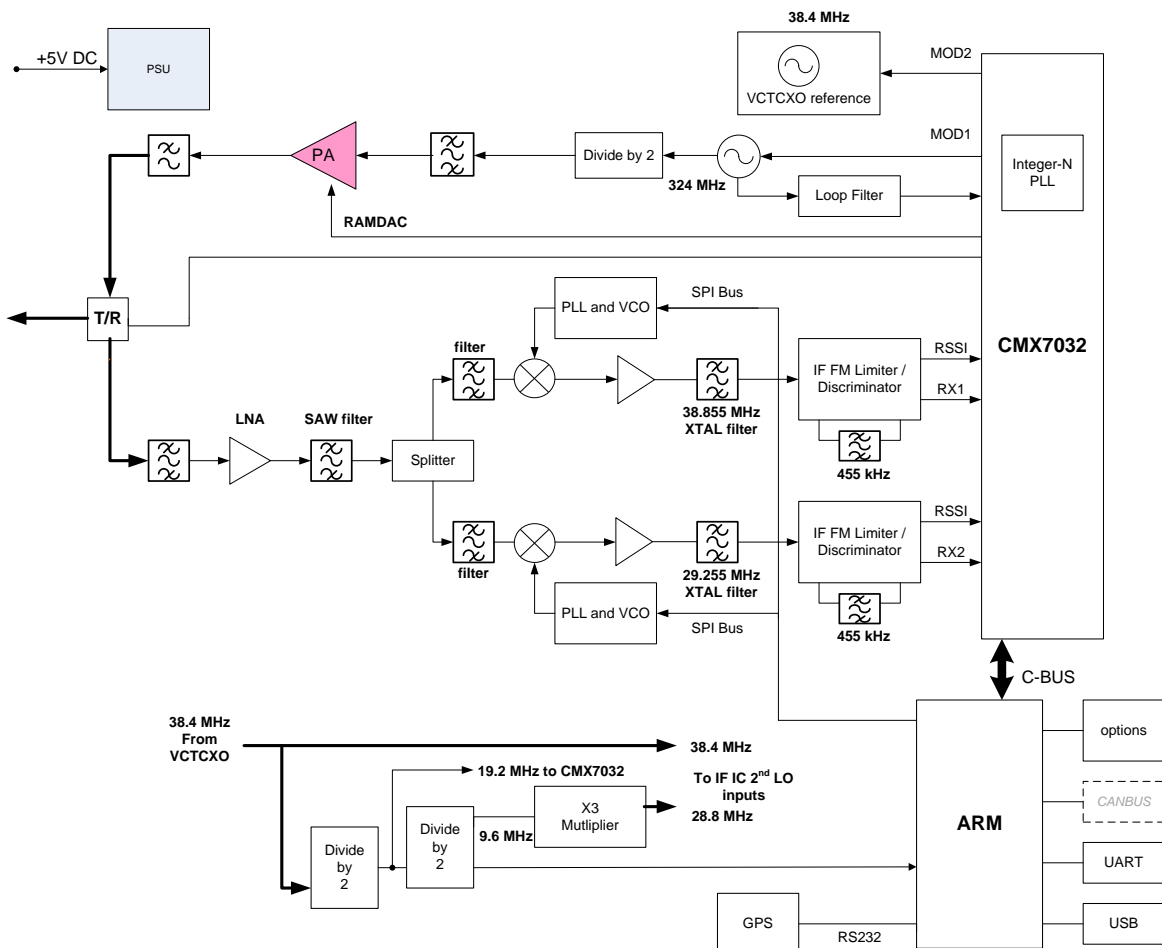 38.4 MHz
+5V DC
PSU
VCTCXO reference
MOD2
MOD1
PA
Divide by 2
324 MHz
Loop Filter
Integer-N
PLL
RAMDAC
T/R
PLL and VCO
SPI Bus
CMX7032
filter
IF FM Limiter /
Discriminator
RSSI
RX1
LNA
SAW filter
38.855 MHz
XTAL filter
Splitter
455 kHz
filter
IF FM Limiter /
Discriminator
RSSI
RX2
29.255 MHz
XTAL filter
PLL and VCO
SPI Bus
455 kHz
C-BUS
38.4 MHz
From
VCTCXO
38.4 MHz
19.2 MHz to CMX7032
To IF IC 2nd LO
inputs
28.8 MHz
X3
Mutliplier
Divide
by
2
9.6 MHz
Divide
by
2
ARM
options
CANBUS
UART
USB
GPS
RS232